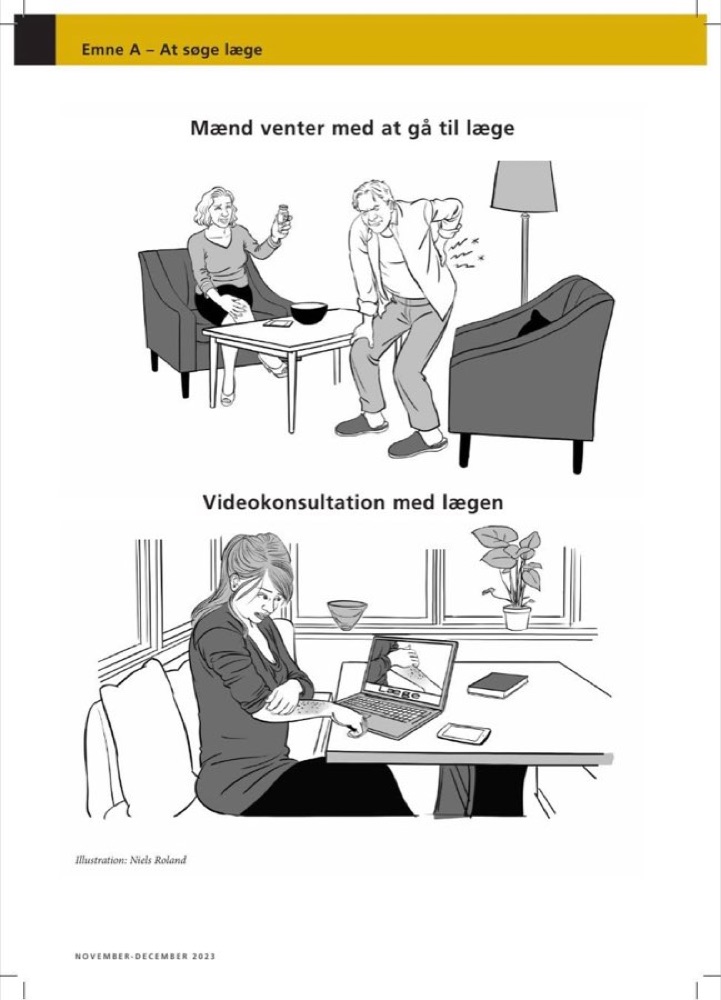 Emne A – At søge læge
Mænd venter med at gå til læge
Videokonsultation med lægen
Læge
Illustration: Niels Roland
NOVEMBER-DECEMBER 2023